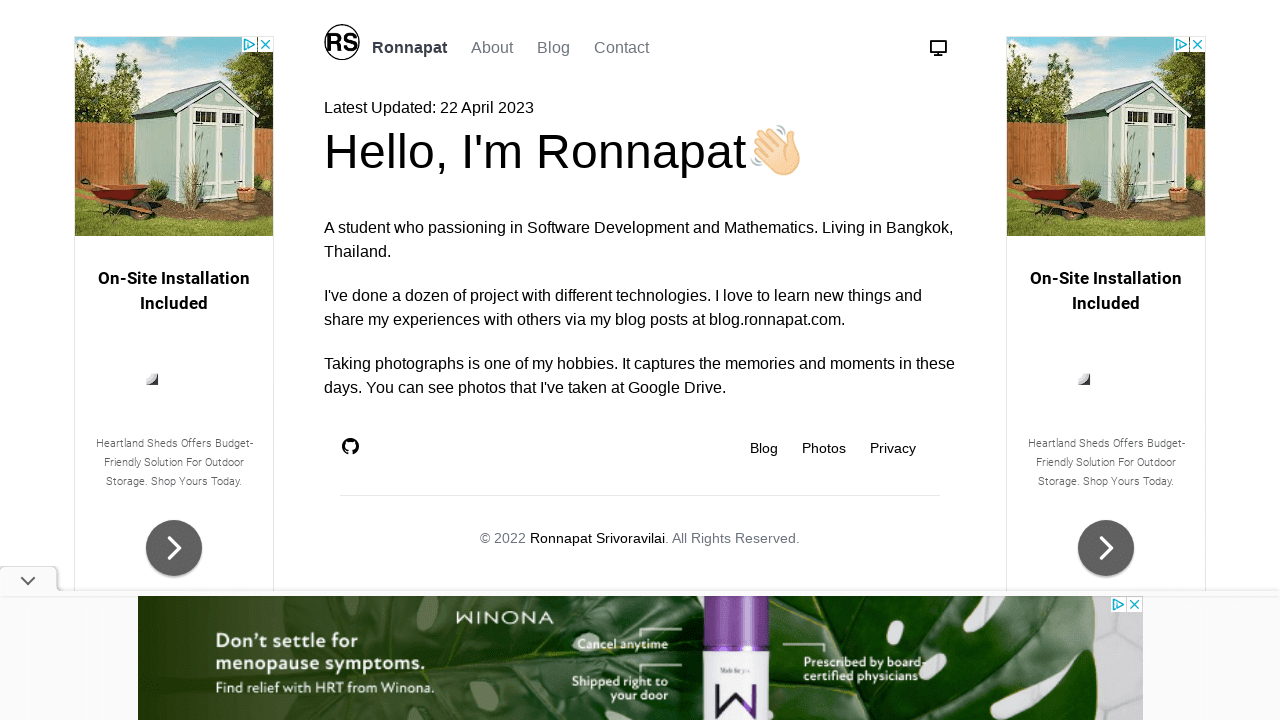 RS
Ronnapat About Blog Contact
Latest Updated: 22 April 2023
Hello, I'm Ronnapat
A student who passioning in Software Development and Mathematics. Living in Bangkok,
Thailand.
I've done a dozen of project with different technologies. I love to learn new things and
share my experiences with others via my blog posts at blog.ronnapat.com.
Taking photographs is one of my hobbies. It captures the memories and moments in these
days. You can see photos that I've taken at Google Drive.
Blog Photos Privacy
© 2022 Ronnapat Srivoravilai. All Rights Reserved.
On-Site Installation
Included
Heartland Sheds Offers Budget-
Friendly Solution For Outdoor
Storage. Shop Yours Today.
On-Site Installation
Included
Heartland Sheds Offers Budget-
Friendly Solution For Outdoor
Storage. Shop Yours Today.
WINONA
Don't settle for
menopause symptoms.
Find relief with HRT from Winona.
Cancel anytime
Shipped right to
your door
Made for you.
W
Prescribed by board-
certified physicians